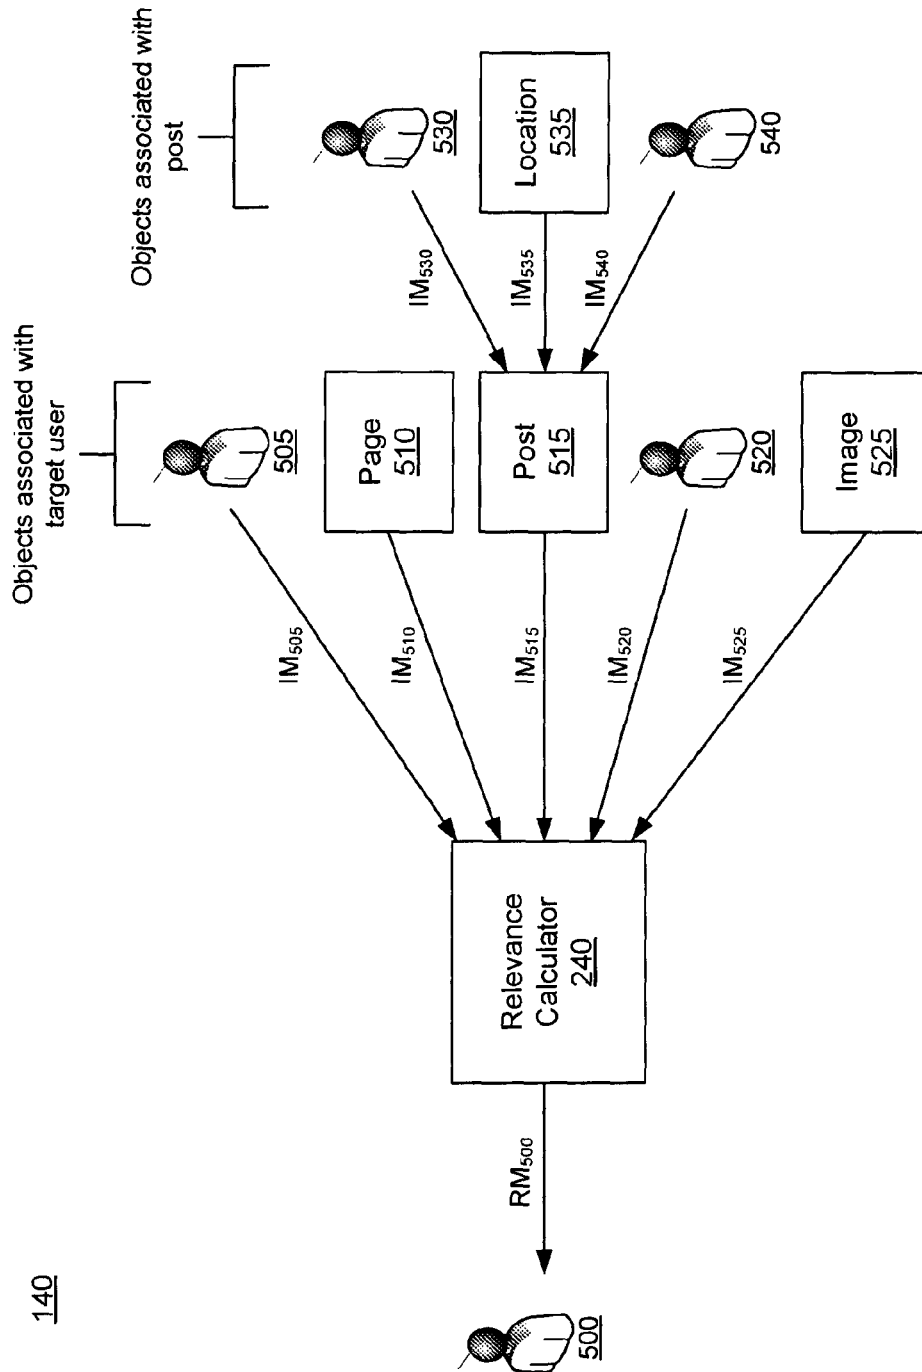 140
Objects associated with
target user
Objects associated with
post
505
530
IM505
IM530
Page
510
IM510
Location
535
RM500
Relevance
Calculator
240
IM515
Post
515
IM535
500
IM520
520
IM540
540
IM525
Image
525